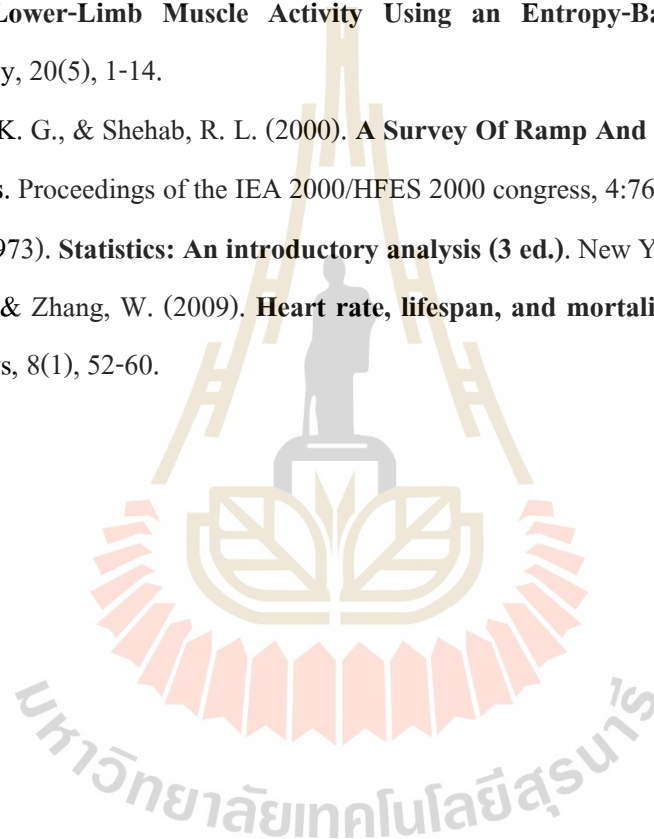 Lower-Limb Muscle Activity Using an Entropy-Ba
y, 20(5), 1-14.
K. G., & Shehab, R. L. (2000). A Survey Of Ramp And
s. Proceedings of the IEA 2000/HFES 2000 congress, 4:76
973). Statistics: An introductory analysis (3 ed.). New Y
& Zhang, W. (2009). Heart rate, lifespan, and mortali
s, 8(1), 52-60.
มหาวิทยาลัยเทคโนโลยีสุรนารี